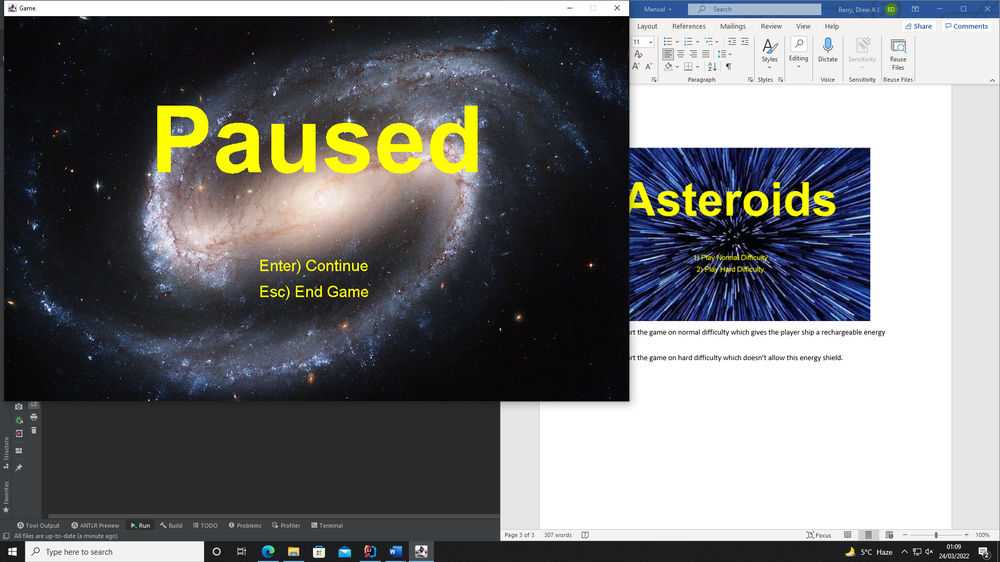 Game
Paused
Enter) Continue
Esc) End Game
Manual
Search
Berry, Drew A J
BD
Layout
References
Mailings
Review
View
Help
Share
Comments
11
Styles
Editing
Dictate
Sensitivity
Reuse
Files
Paragraph
Styles
Voice
Sensitivity
Reuse Files
Asteroids
1) Play Normal Difficulty
2) Play Hard Difficulty
rt the game on normal difficulty which gives the player ship a rechargeable energy
rt the game on hard difficulty which doesn’t allow this energy shield.
Structure
Favorites
Tool Output
ANTLR Preview
Run
Build
TODO
Problems
Profiler
Terminal
All files are up-to-date (a minute ago)
Page 3 of 3
307 words
Focus
100%
Type here to search
5°C Haze
01:09
24/03/2022
2